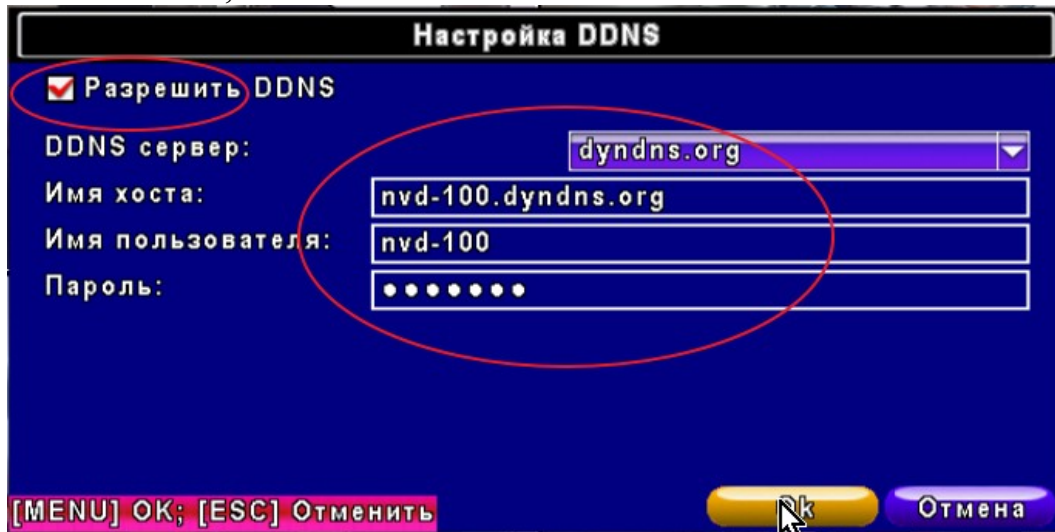 Настройка DDNS
Разрешить DDNS
DDNS сервер: dyndns.org
Имя хоста: nvd-100.dyndns.org
Имя пользователя: nvd-100
Пароль: ●●●●●●●
[MENU] OK; [ESC] Отменить Ok Отмена